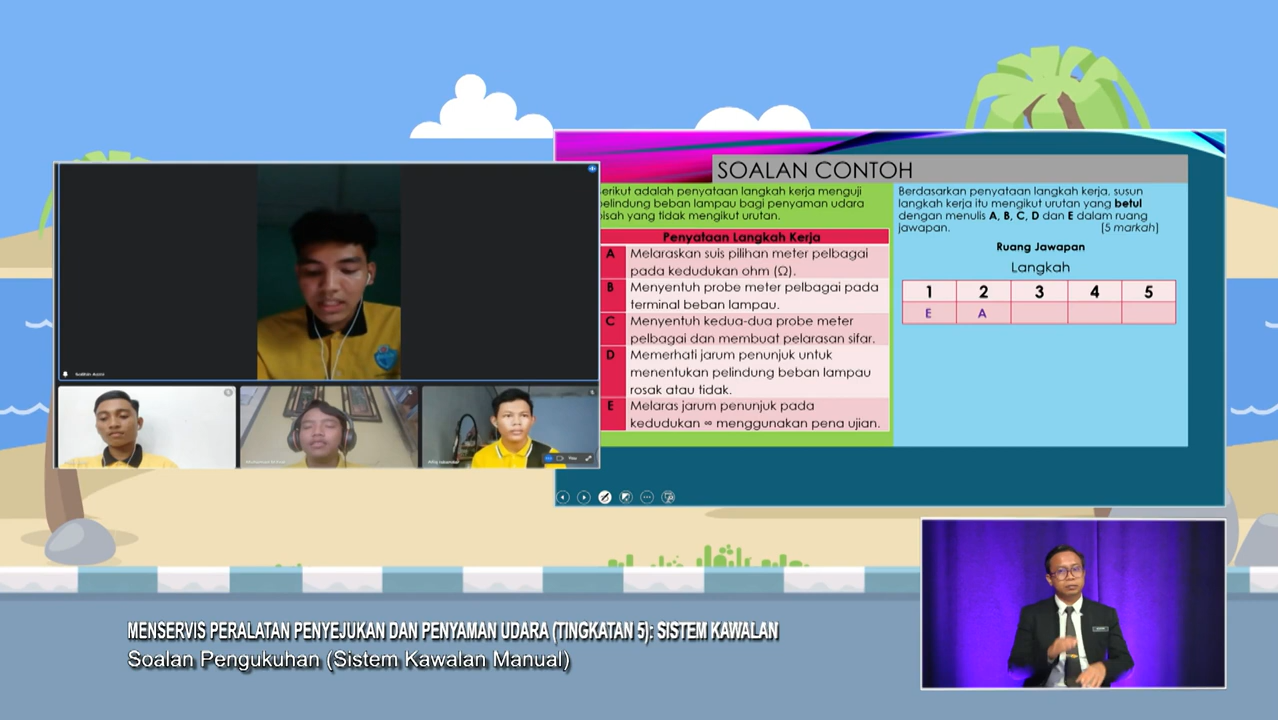 SOALAN CONTOH
erikut adalah penyataan langkah kerja menguji
elindung beban lampau bagi penyaman udara
isah yang tidak mengikut urutan.
Penyataan Langkah Kerja
A Melaraskan suis pilihan meter pelbagai
pada kedudukan ohm (Ω).
B Menyentuh probe meter pelbagai pada
terminal beban lampau.
C Menyentuh kedua-dua probe meter
pelbagai dan membuat pelarasan sifar.
D Memerhati jarum penunjuk untuk
menentukan pelindung beban lampau
rosak atau tidak.
E Melaras jarum penunjuk pada
kedudukan ∞ menggunakan pena ujian.
Berdasarkan penyataan langkah kerja, susun
langkah kerja itu mengikut urutan yang betul
dengan menulis A, B, C, D dan E dalam ruang
jawapan. [5 markah]
Ruang Jawapan
Langkah
1 2 3 4 5
E A
MENSERVIS PERALATAN PENYEJUKAN DAN PENYAMAN UDARA (TINGKATAN 5): SISTEM KAWALAN
Soalan Pengukuhan (Sistem Kawalan Manual)